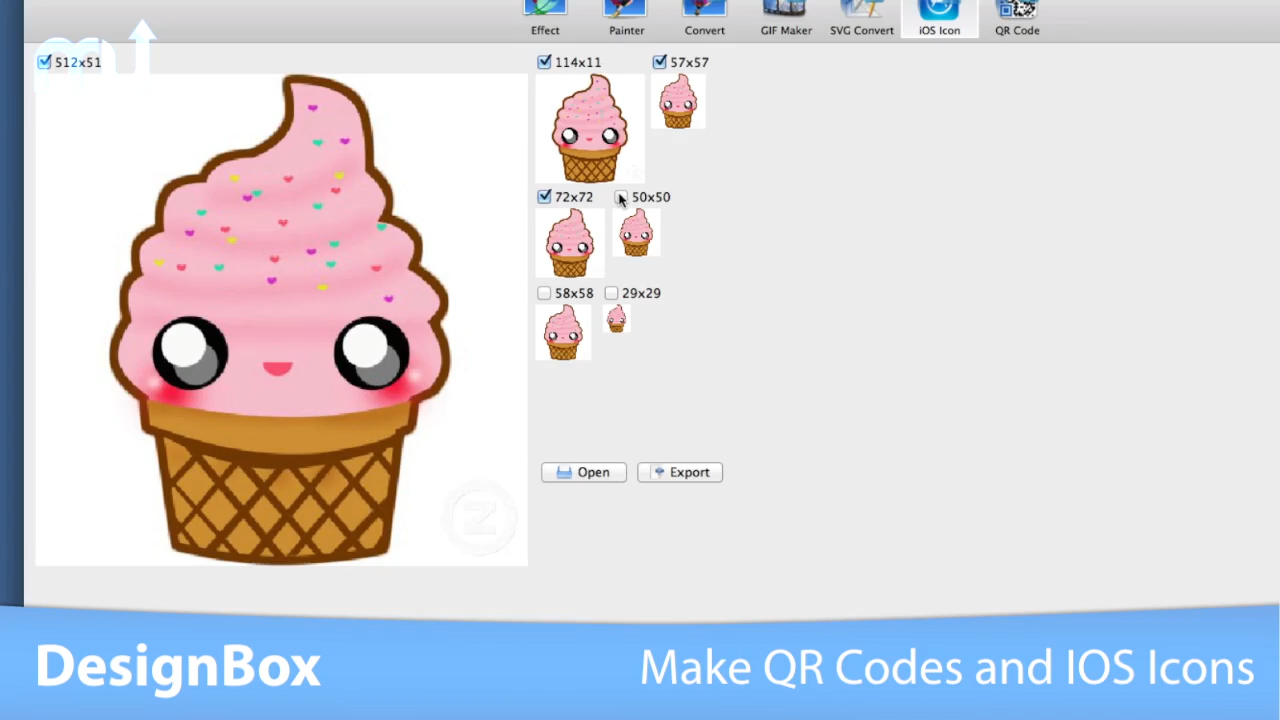 Effect
Painter
Convert
GIF Maker
SVG Convert
iOS Icon
QR Code
mu
512x51
114x11
57x57
72x72
50x50
58x58
29x29
Open
Export
Z
DesignBox
Make QR Codes and IOS Icons